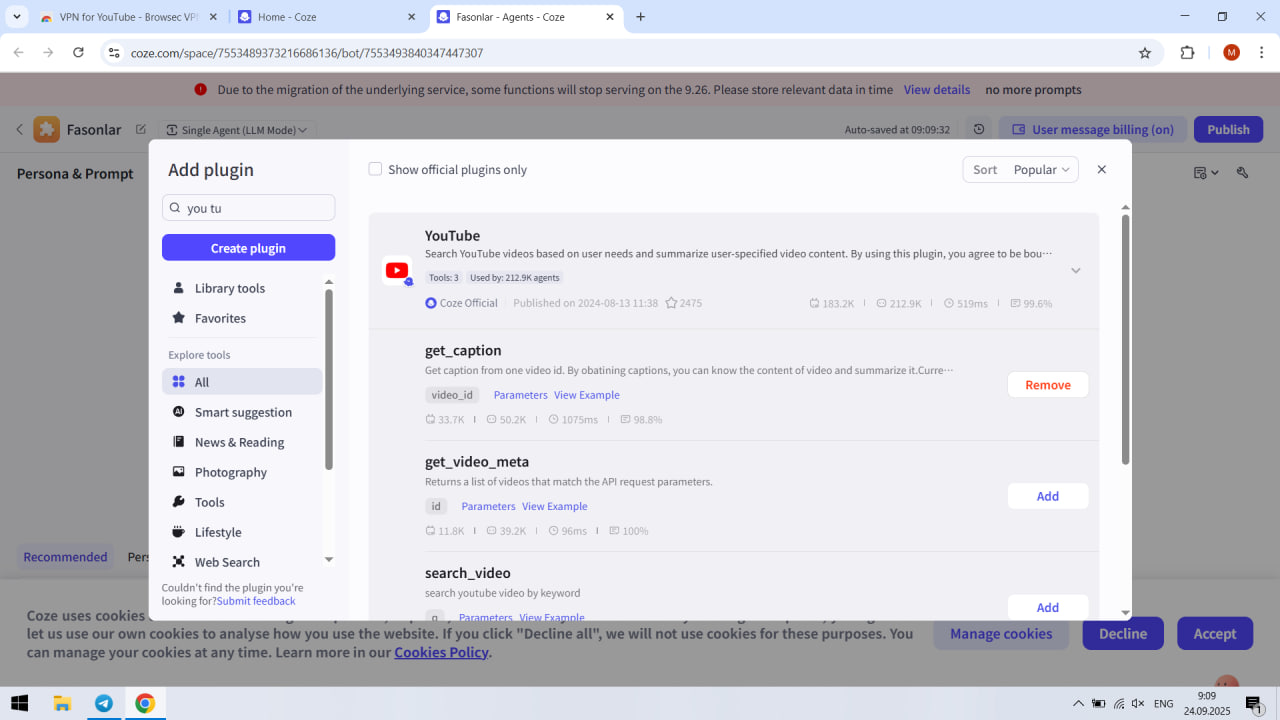 VPN for YouTube - Browsec VPN
Home - Coze
Fasonlar - Agents - Coze
coze.com/space/7553489373216686136/bot/7553493840347447307
M
Due to the migration of the underlying service, some functions will stop serving on the 9.26. Please store relevant data in time View details no more prompts
Fasonlar
Single Agent (LLM Mode)
Auto-saved at 09:09:32
User message billing (on)
Publish
Persona & Prompt
Add plugin
you tu
Create plugin
Library tools
Favorites
Explore tools
All
Smart suggestion
News & Reading
Photography
Tools
Lifestyle
Web Search
Couldn't find the plugin you're
looking for?Submit feedback
Show official plugins only
Sort Popular
YouTube
Search YouTube videos based on user needs and summarize user-specified video content. By using this plugin, you agree to be bou···
Tools: 3 Used by: 212.9K agents
Coze Official Published on 2024-08-13 11:38 2475 183.2K 212.9K 519ms 99.6%
get_caption
Get caption from one video id. By obatining captions, you can know the content of video and summarize it.Curre···
video_id Parameters View Example
33.7K 50.2K 1075ms 98.8%
Remove
get_video_meta
Returns a list of videos that match the API request parameters.
id Parameters View Example
11.8K 39.2K 96ms 100%
Add
search_video
search youtube video by keyword
q Parameters View Example
Add
Recommended
Pers
Coze uses cookies
let us use our own cookies to analyse how you use the website. If you click "Decline all", we will not use cookies for these purposes. You
can manage your cookies at any time. Learn more in our Cookies Policy.
Manage cookies
Decline
Accept
ENG
9:09
24.09.2025
1